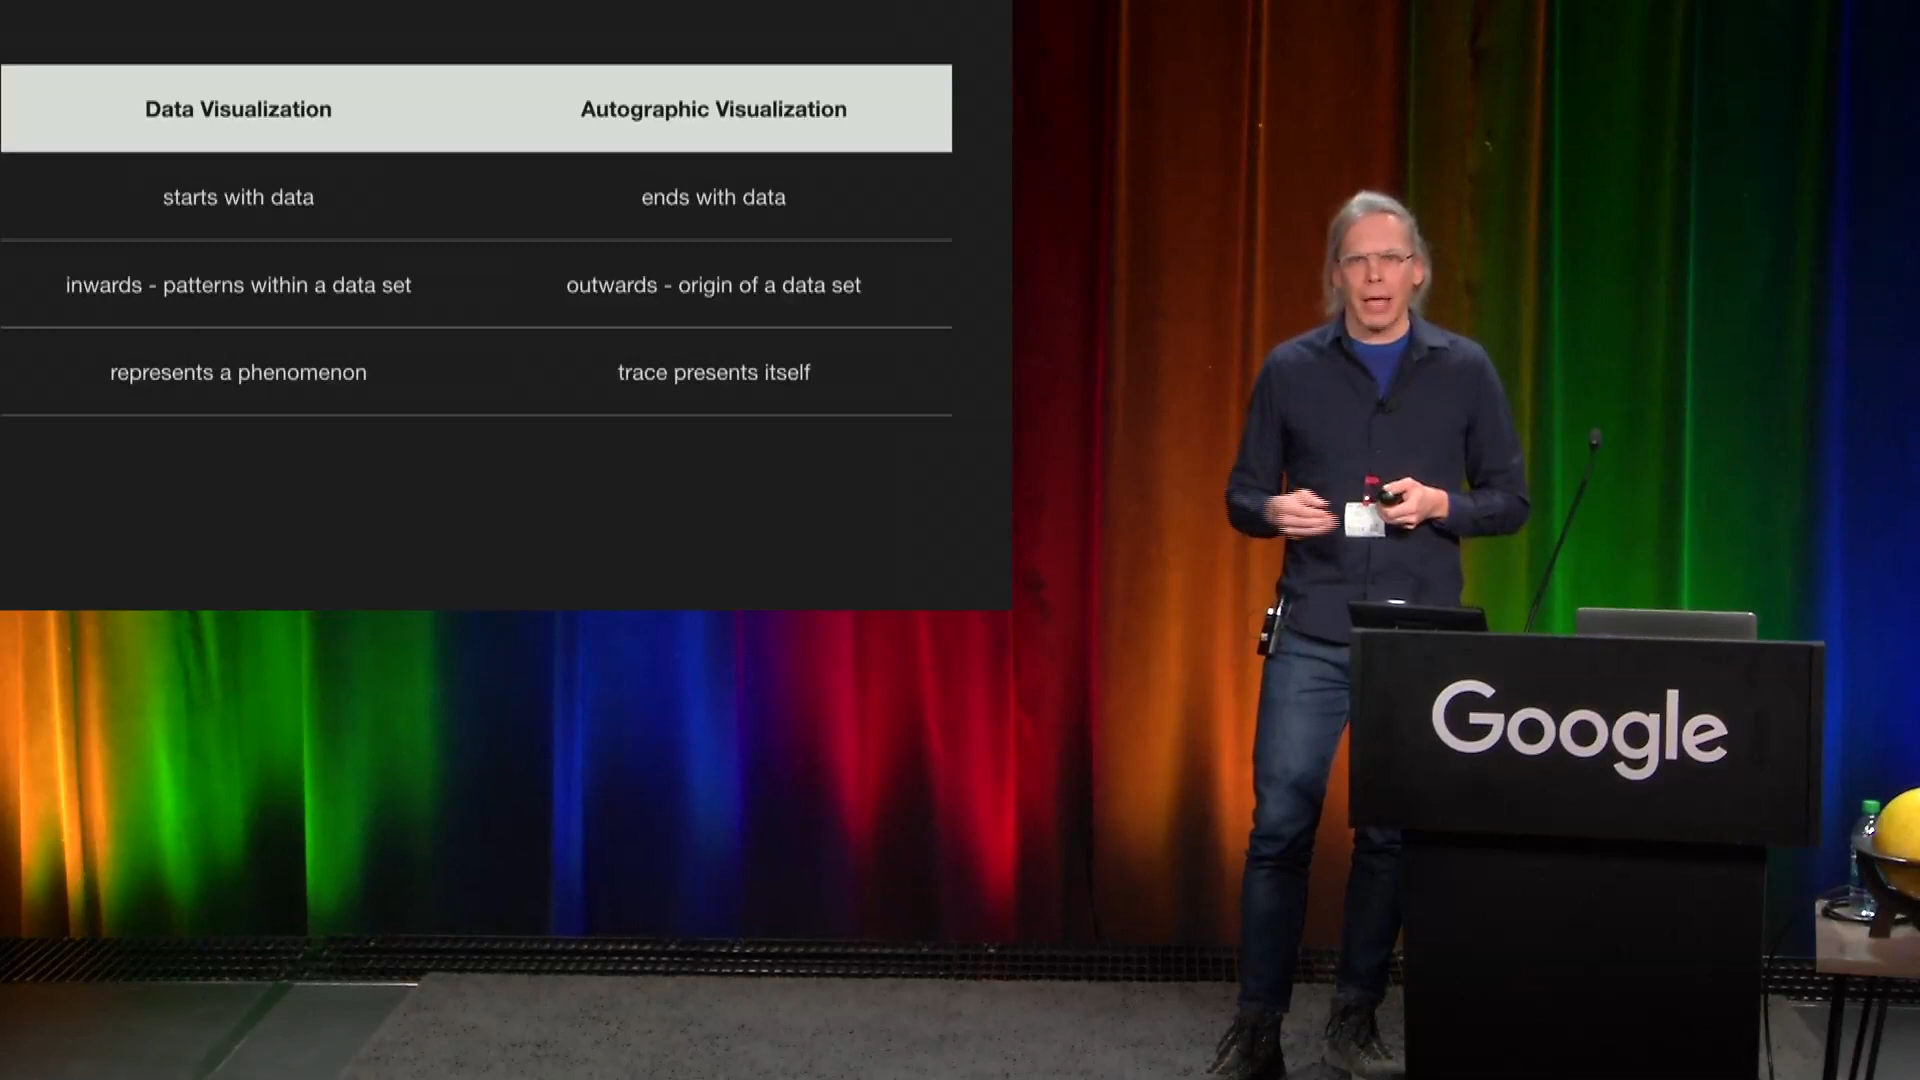 Data Visualization Autographic Visualization
starts with data ends with data
inwards - patterns within a data set outwards - origin of a data set
represents a phenomenon trace presents itself
Google